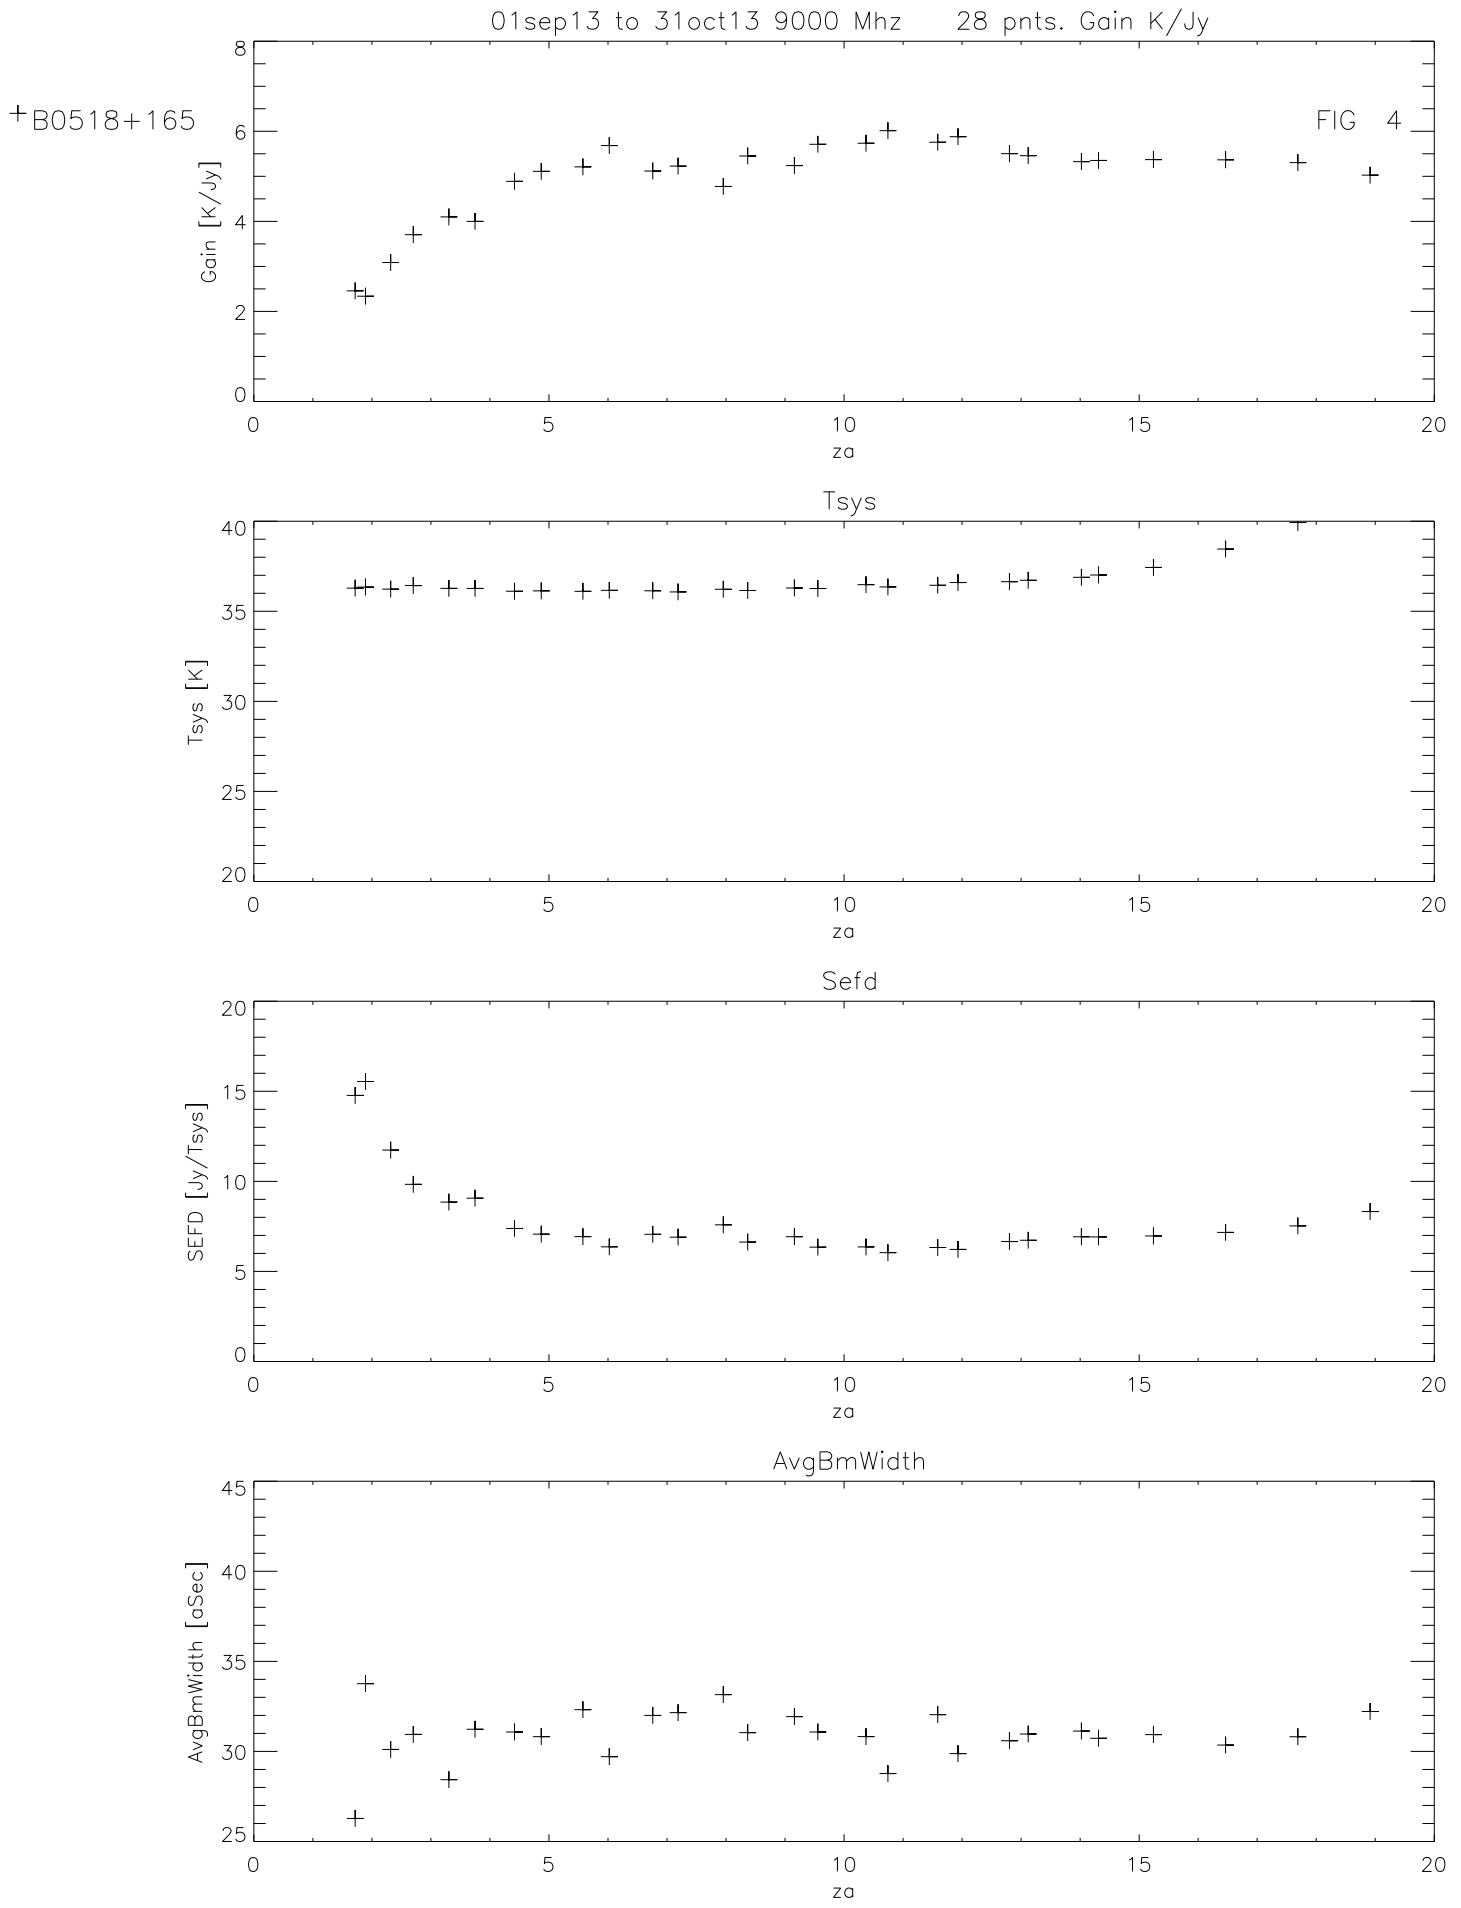 01sep13 to 31oct13 9000 Mhz 28 pnts. Gain K/Jy
+B0518+165
FIG 4
Gain [K/Jy]
8
6
4
2
0
0 5 10 15 20
za
Tsys
Tsys [K]
40
35
30
25
20
0 5 10 15 20
za
Sefd
SEFD [Jy/Tsys]
20
15
10
5
0
0 5 10 15 20
za
AvgBmWidth
AvgBmWidth [aSec]
45
40
35
30
25
0 5 10 15 20
za